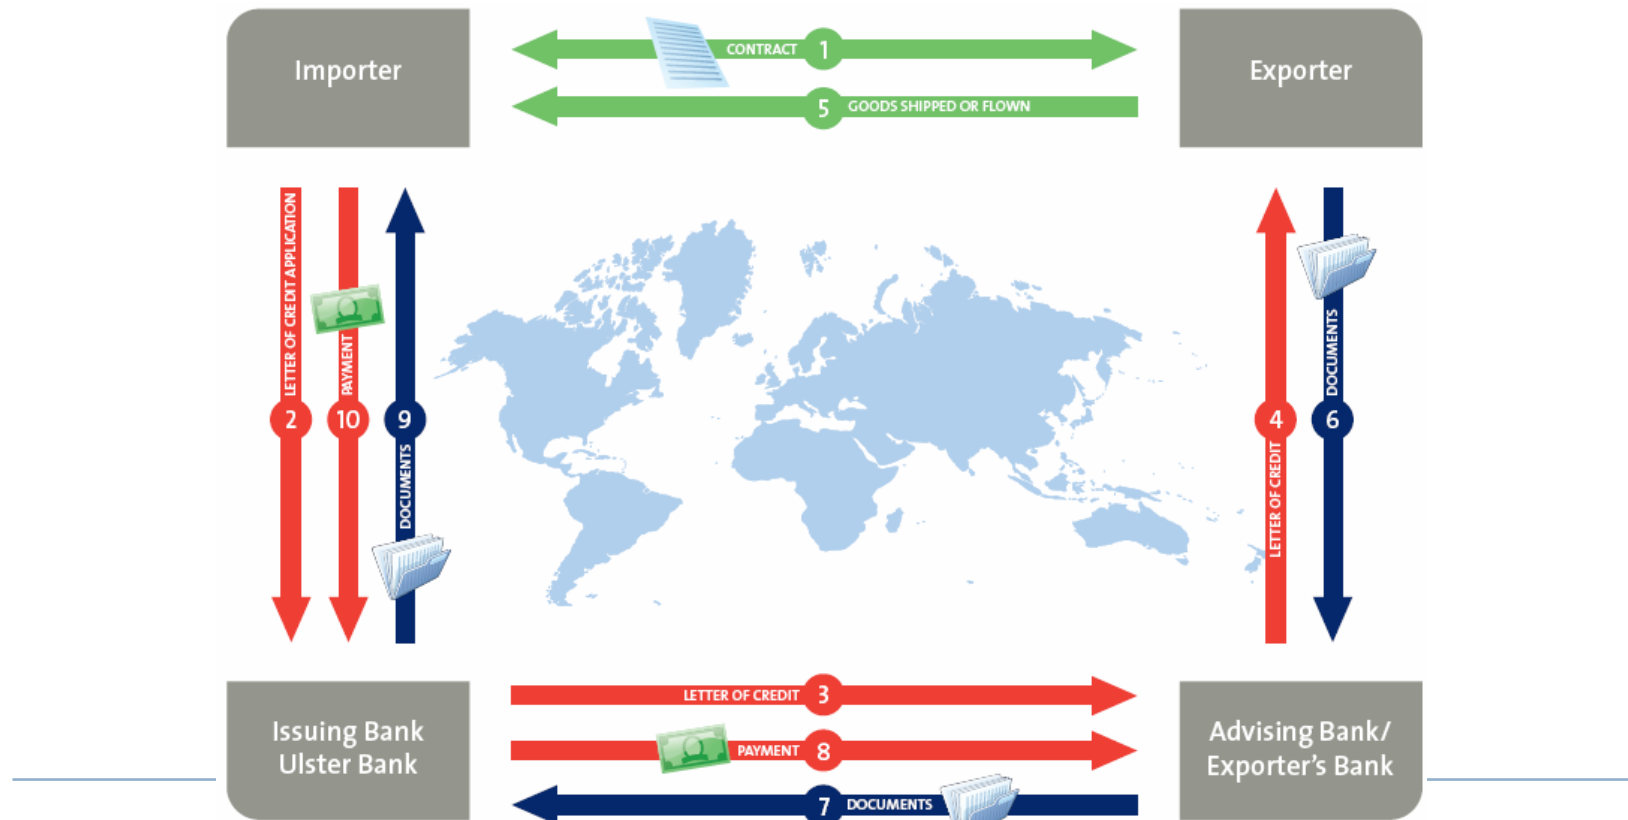 Importer
CONTRACT 1
5 GOODS SHIPPED OR FLOWN
Exporter
LETTER OF CREDIT APPLICATION
2
PAYMENT
10
9
DOCUMENTS
4
LETTER OF CREDIT
DOCUMENTS
6
Issuing Bank
Ulster Bank
LETTER OF CREDIT 3
PAYMENT 8
7 DOCUMENTS
Advising Bank/
Exporter's Bank